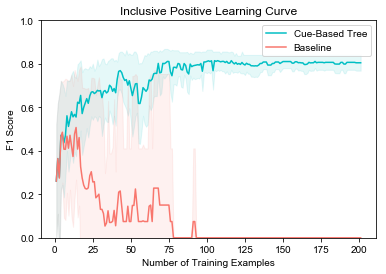 Inclusive Positive Learning Curve
Cue-Based Tree
Baseline
F1 Score
1.0
0.8
0.6
0.4
0.2
0.0
0 25 50 75 100 125 150 175 200
Number of Training Examples